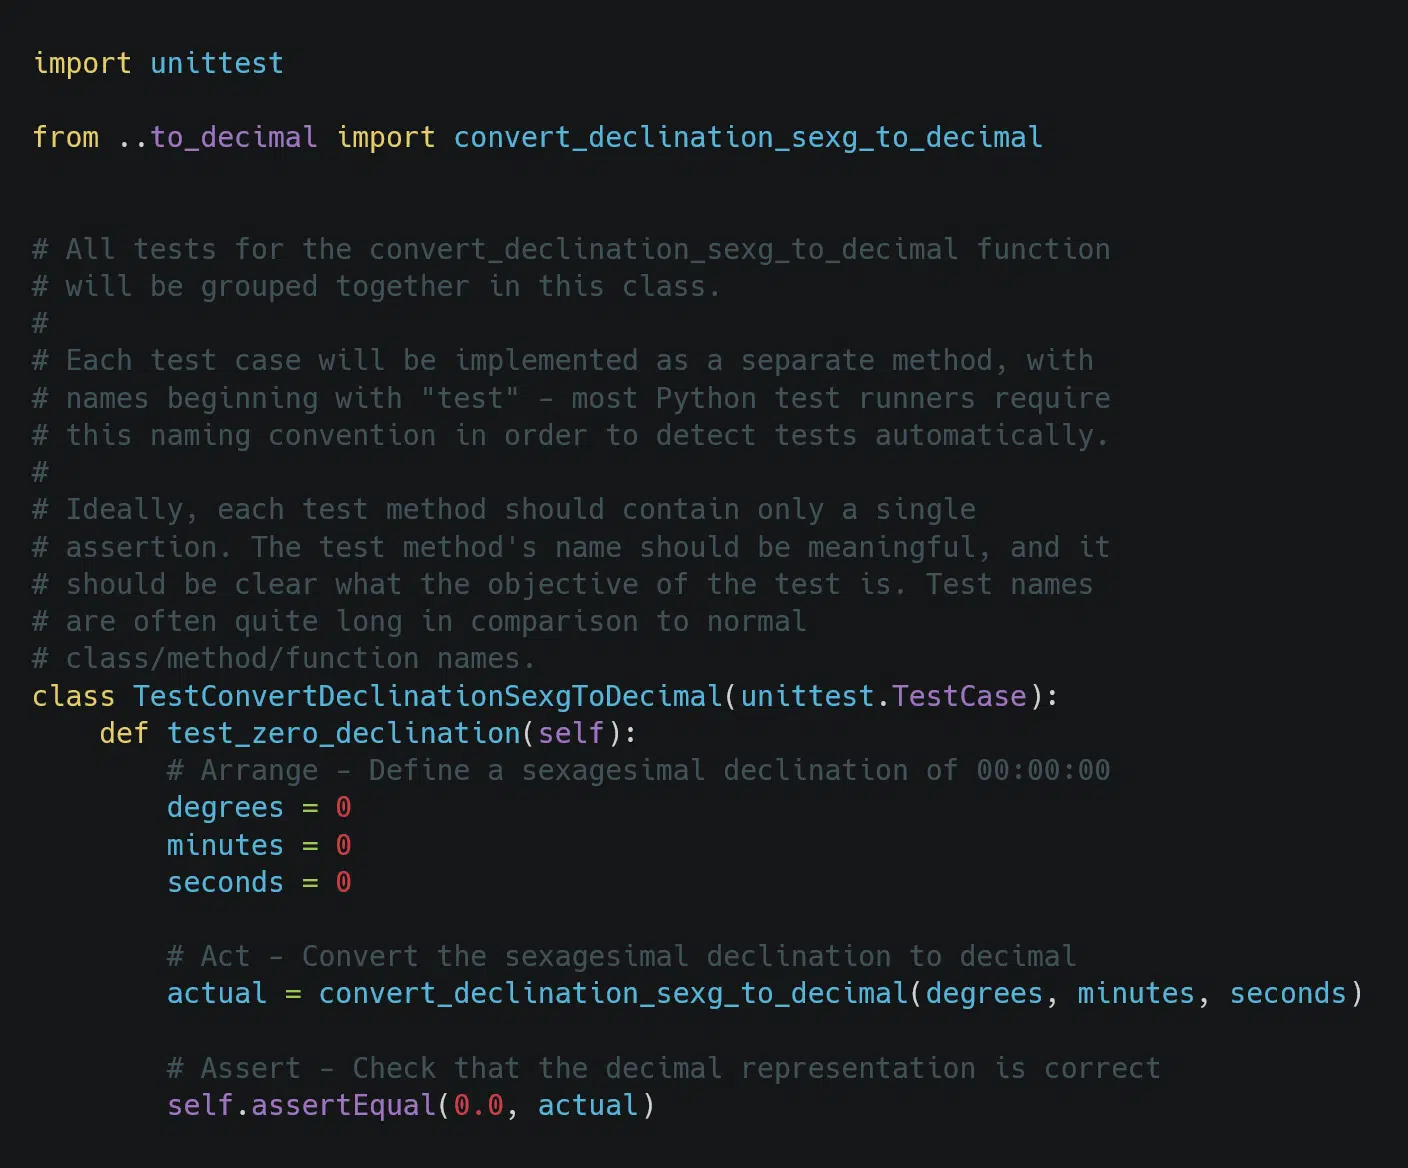 import unittest

from ..to_decimal import convert_declination_sexg_to_decimal


# All tests for the convert_declination_sexg_to_decimal function
# will be grouped together in this class.
#
# Each test case will be implemented as a separate method, with
# names beginning with "test" - most Python test runners require
# this naming convention in order to detect tests automatically.
#
# Ideally, each test method should contain only a single
# assertion. The test method's name should be meaningful, and it
# should be clear what the objective of the test is. Test names
# are often quite long in comparison to normal
# class/method/function names.
class TestConvertDeclinationSexgToDecimal(unittest.TestCase):
    def test_zero_declination(self):
        # Arrange - Define a sexagesimal declination of 00:00:00
        degrees = 0
        minutes = 0
        seconds = 0

        # Act - Convert the sexagesimal declination to decimal
        actual = convert_declination_sexg_to_decimal(degrees, minutes, seconds)

        # Assert - Check that the decimal representation is correct
        self.assertEqual(0.0, actual)